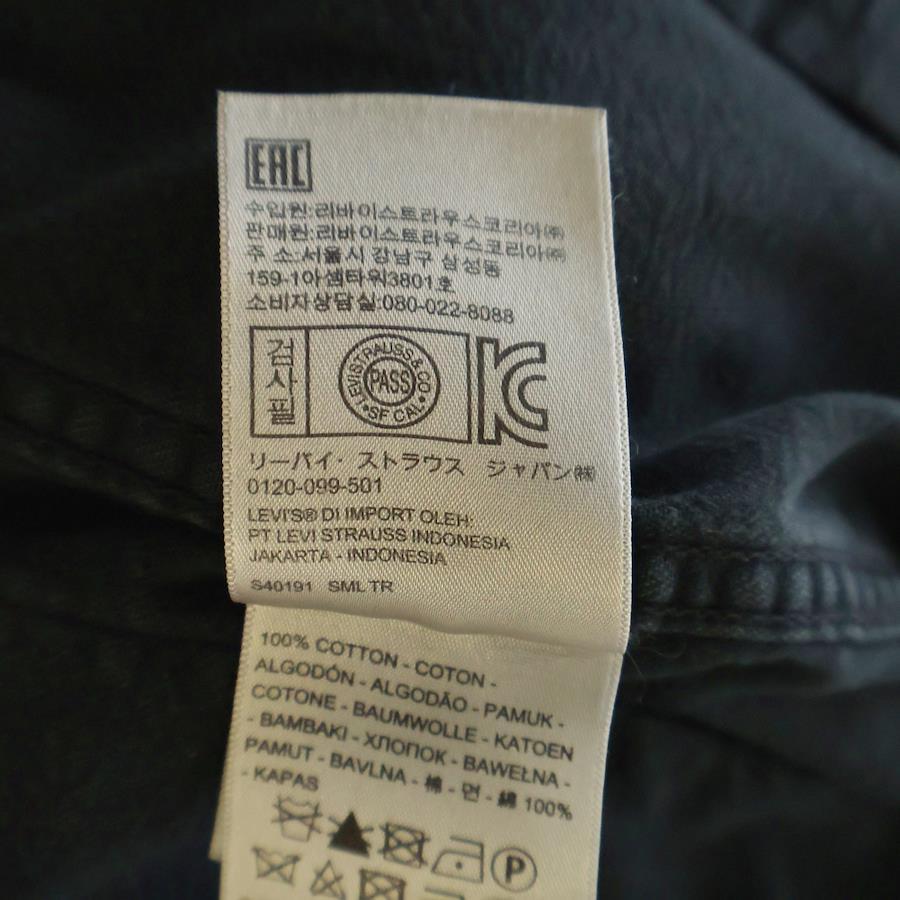 EAC
수입원:리바이스트라우스코리아㈜
판매원:리바이스트라우스코리아㈜
주 소:서울시 강남구 삼성동
159-1아셈타워3801호
소비자상담실:080-022-8088
검사필
LEVI STRAUSS & CO
PASS
SF CAL
KC
リーバイ・ストラウス ジャパン㈱
0120-099-501
LEVI'S® DI IMPORT OLEH:
PT LEVI STRAUSS INDONESIA
JAKARTA - INDONESIA
S40191 SML TR
100% COTTON - COTON -
ALGODÓN - ALGODÃO - PAMUK -
COTONE - BAUMWOLLE - KATOEN
- BAMBAKI - ХЛОПОК - BAWEŁNA -
PAMUT - BAVLNA - 棉 - 면 - 綿 100%
- KAPAS
P